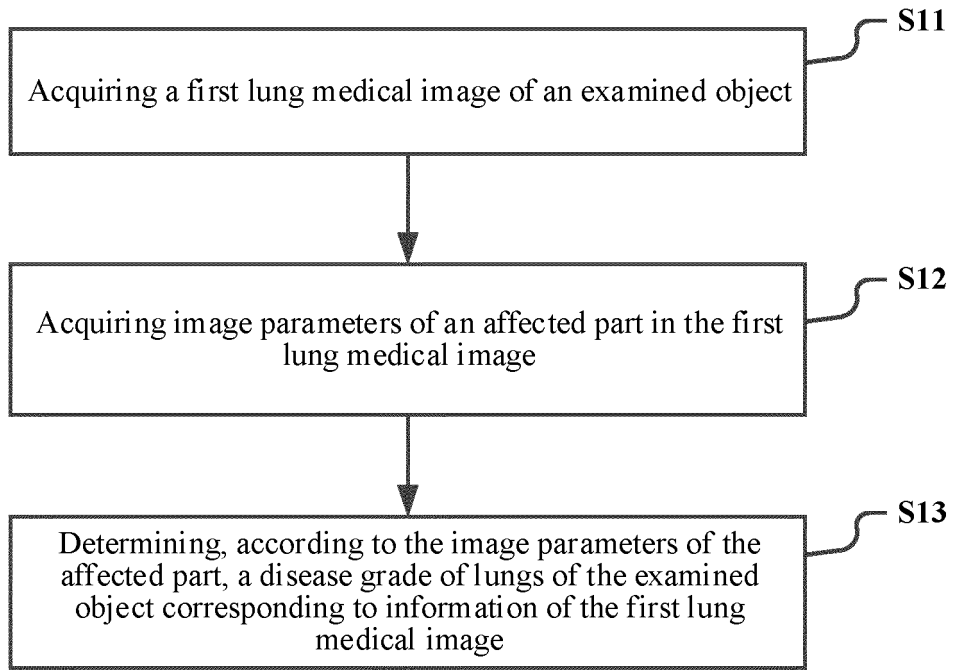 S11
Acquiring a first lung medical image of an examined object
S12
Acquiring image parameters of an affected part in the first
lung medical image
S13
Determining, according to the image parameters of the
affected part, a disease grade of lungs of the examined
object corresponding to information of the first lung
medical image